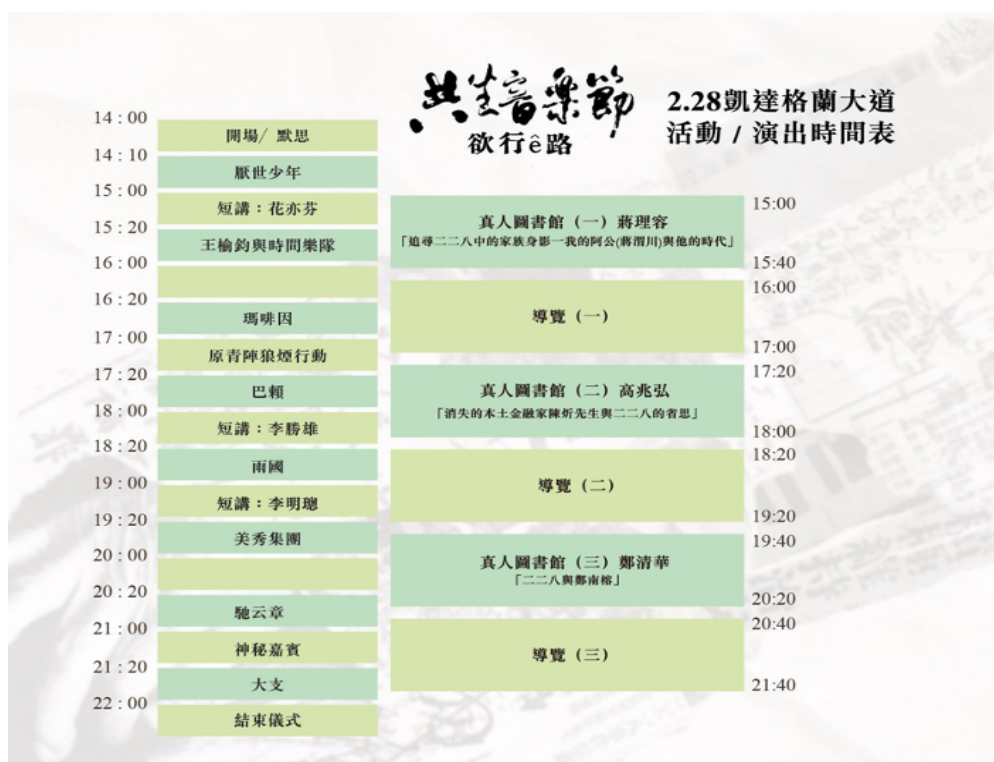 共生音樂節
欲行ê路
2.28凱達格蘭大道
活動 / 演出時間表
14 : 00
開場/ 默思
14 : 10
厭世少年
15 : 00
短講：花亦芬
15 : 20
王榆鈞與時間樂隊
16 : 00
16 : 20
瑪啡因
17 : 00
原青陣狼煙行動
17 : 20
巴賴
18 : 00
短講：李勝雄
18 : 20
雨國
19 : 00
短講：李明璁
19 : 20
美秀集團
20 : 00
20 : 20
馳云章
21 : 00
神秘嘉賓
21 : 20
大支
22 : 00
結束儀式
15:00
真人圖書館（一）蔣理容
「追尋二二八中的家族身影一我的阿公(蔣渭川)與他的時代」
15:40
16:00
導覽（一）
17:00
17:20
真人圖書館（二）高兆弘
「消失的本土金融家陳炘先生與二二八的省思」
18:00
18:20
導覽（二）
19:20
19:40
真人圖書館（三）鄭清華
「二二八與鄭南榕」
20:20
20:40
導覽（三）
21:40